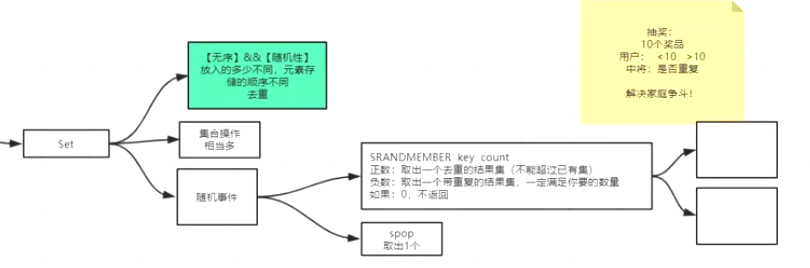 抽奖:
10个奖品
用户: <10 >10
中将: 是否重复
解决家庭争斗!
【无序】&&【随机性】
放入的多少不同, 元素存
储的顺序不同
去重
Set
集合操作
相当多
随机事件
SRANDMEMBER key count
正数: 取出一个去重的结果集 (不能超过已有集)
负数: 取出一个带重复的结果集, 一定满足你要的数量
如果: 0, 不返回
spop
取出1个